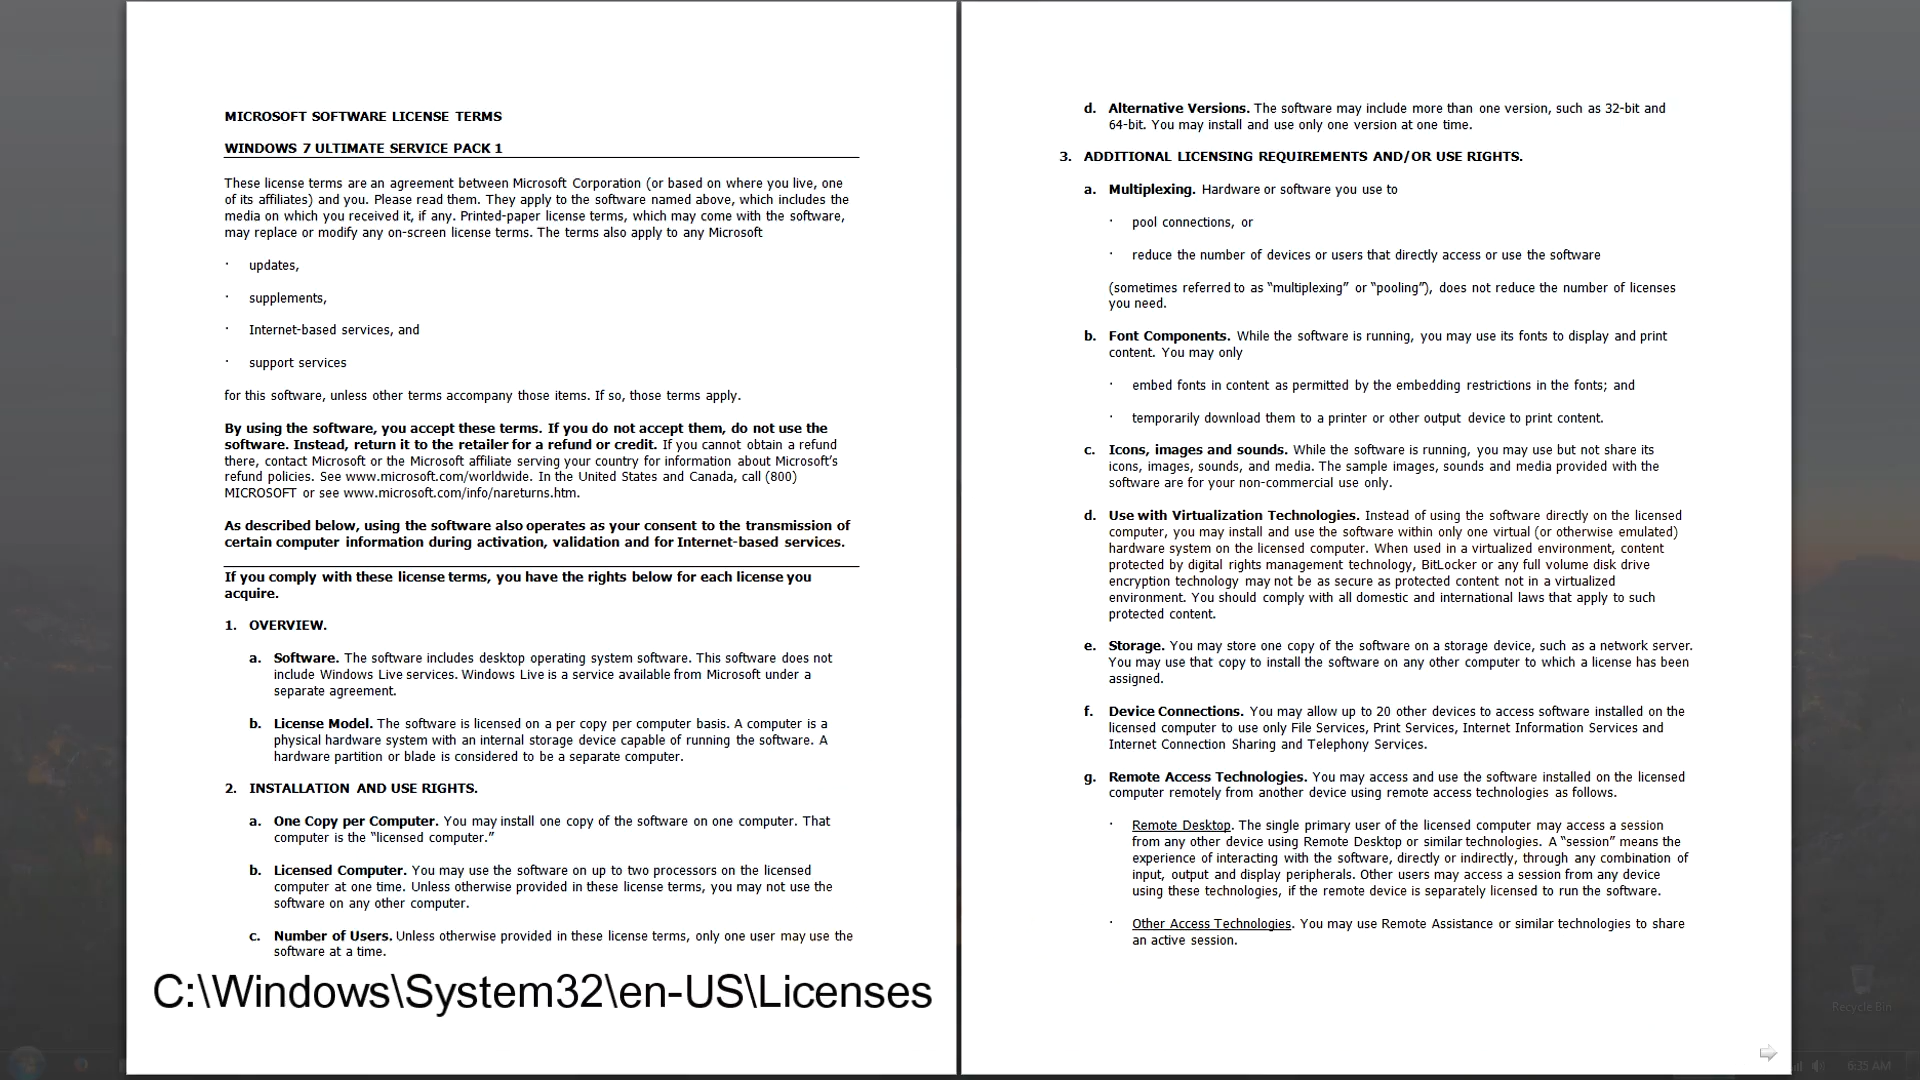 MICROSOFT SOFTWARE LICENSE TERMS
WINDOWS 7 ULTIMATE SERVICE PACK 1
These license terms are an agreement between Microsoft Corporation (or based on where you live, one
of its affiliates) and you. Please read them. They apply to the software named above, which includes the
media on which you received it, if any. Printed-paper license terms, which may come with the software,
may replace or modify any on-screen license terms. The terms also apply to any Microsoft
· updates,
· supplements,
· Internet-based services, and
· support services
for this software, unless other terms accompany those items. If so, those terms apply.
By using the software, you accept these terms. If you do not accept them, do not use the
software. Instead, return it to the retailer for a refund or credit. If you cannot obtain a refund
there, contact Microsoft or the Microsoft affiliate serving your country for information about Microsoft’s
refund policies. See www.microsoft.com/worldwide. In the United States and Canada, call (800)
MICROSOFT or see www.microsoft.com/info/nareturns.htm.
As described below, using the software also operates as your consent to the transmission of
certain computer information during activation, validation and for Internet-based services.
If you comply with these license terms, you have the rights below for each license you
acquire.
1. OVERVIEW.
a. Software. The software includes desktop operating system software. This software does not
include Windows Live services. Windows Live is a service available from Microsoft under a
separate agreement.
b. License Model. The software is licensed on a per copy per computer basis. A computer is a
physical hardware system with an internal storage device capable of running the software. A
hardware partition or blade is considered to be a separate computer.
2. INSTALLATION AND USE RIGHTS.
a. One Copy per Computer. You may install one copy of the software on one computer. That
computer is the “licensed computer.”
b. Licensed Computer. You may use the software on up to two processors on the licensed
computer at one time. Unless otherwise provided in these license terms, you may not use the
software on any other computer.
c. Number of Users. Unless otherwise provided in these license terms, only one user may use the
software at a time.
C:\Windows\System32\en-US\Licenses
d. Alternative Versions. The software may include more than one version, such as 32-bit and
64-bit. You may install and use only one version at one time.
3. ADDITIONAL LICENSING REQUIREMENTS AND/OR USE RIGHTS.
a. Multiplexing. Hardware or software you use to
· pool connections, or
· reduce the number of devices or users that directly access or use the software
(sometimes referred to as “multiplexing” or “pooling”), does not reduce the number of licenses
you need.
b. Font Components. While the software is running, you may use its fonts to display and print
content. You may only
· embed fonts in content as permitted by the embedding restrictions in the fonts; and
· temporarily download them to a printer or other output device to print content.
c. Icons, images and sounds. While the software is running, you may use but not share its
icons, images, sounds, and media. The sample images, sounds and media provided with the
software are for your non-commercial use only.
d. Use with Virtualization Technologies. Instead of using the software directly on the licensed
computer, you may install and use the software within only one virtual (or otherwise emulated)
hardware system on the licensed computer. When used in a virtualized environment, content
protected by digital rights management technology, BitLocker or any full volume disk drive
encryption technology may not be as secure as protected content not in a virtualized
environment. You should comply with all domestic and international laws that apply to such
protected content.
e. Storage. You may store one copy of the software on a storage device, such as a network server.
You may use that copy to install the software on any other computer to which a license has been
assigned.
f. Device Connections. You may allow up to 20 other devices to access software installed on the
licensed computer to use only File Services, Print Services, Internet Information Services and
Internet Connection Sharing and Telephony Services.
g. Remote Access Technologies. You may access and use the software installed on the licensed
computer remotely from another device using remote access technologies as follows.
· Remote Desktop. The single primary user of the licensed computer may access a session
from any other device using Remote Desktop or similar technologies. A “session” means the
experience of interacting with the software, directly or indirectly, through any combination of
input, output and display peripherals. Other users may access a session from any device
using these technologies, if the remote device is separately licensed to run the software.
· Other Access Technologies. You may use Remote Assistance or similar technologies to share
an active session.
Recycle Bin
6:35 AM